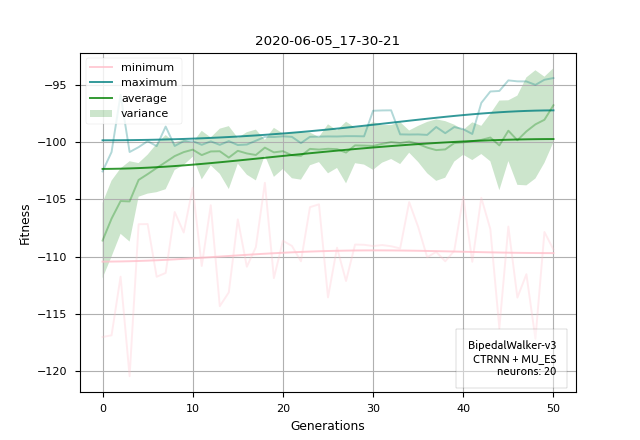 2020-06-05_17-30-21
minimum
maximum
average
variance
−95
−100
−105
−110
−115
−120
Fitness
BipedalWalker-v3
CTRNN + MU_ES
neurons: 20
0
10
20
30
40
50
Generations